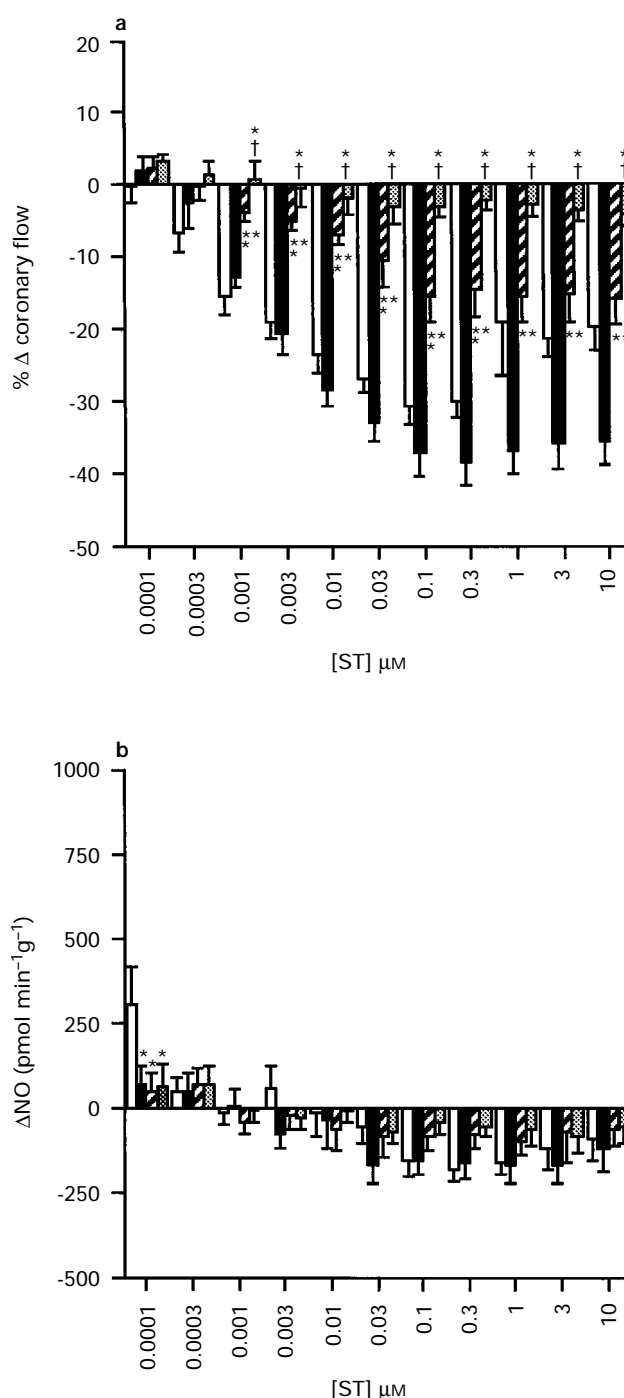 a
20
10
0
-10
-20
-30
-40
-50
% Δ coronary flow
* * * * * * * * *
† † † † † † † † †
** ** ** ** ** ** ** ** **
* * * * * *
0.0001 0.0003 0.001 0.003 0.01 0.03 0.1 0.3 1 3 10
[ST] μM
b
1000
750
500
250
0
-250
-500
ΔNO (pmol min⁻¹g⁻¹)
* * *
0.0001 0.0003 0.001 0.003 0.01 0.03 0.1 0.3 1 3 10
[ST] μM